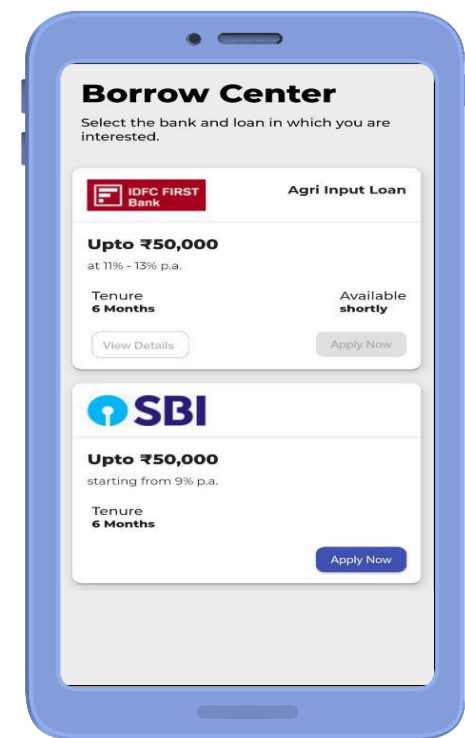 Borrow Center
Select the bank and loan in which you are
interested.
IDFC FIRST
Bank
Agri Input Loan
Upto ₹50,000
at 11% - 13% p.a.
Tenure
6 Months
Available
shortly
View Details
Apply Now
SBI
Upto ₹50,000
starting from 9% p.a.
Tenure
6 Months
Apply Now